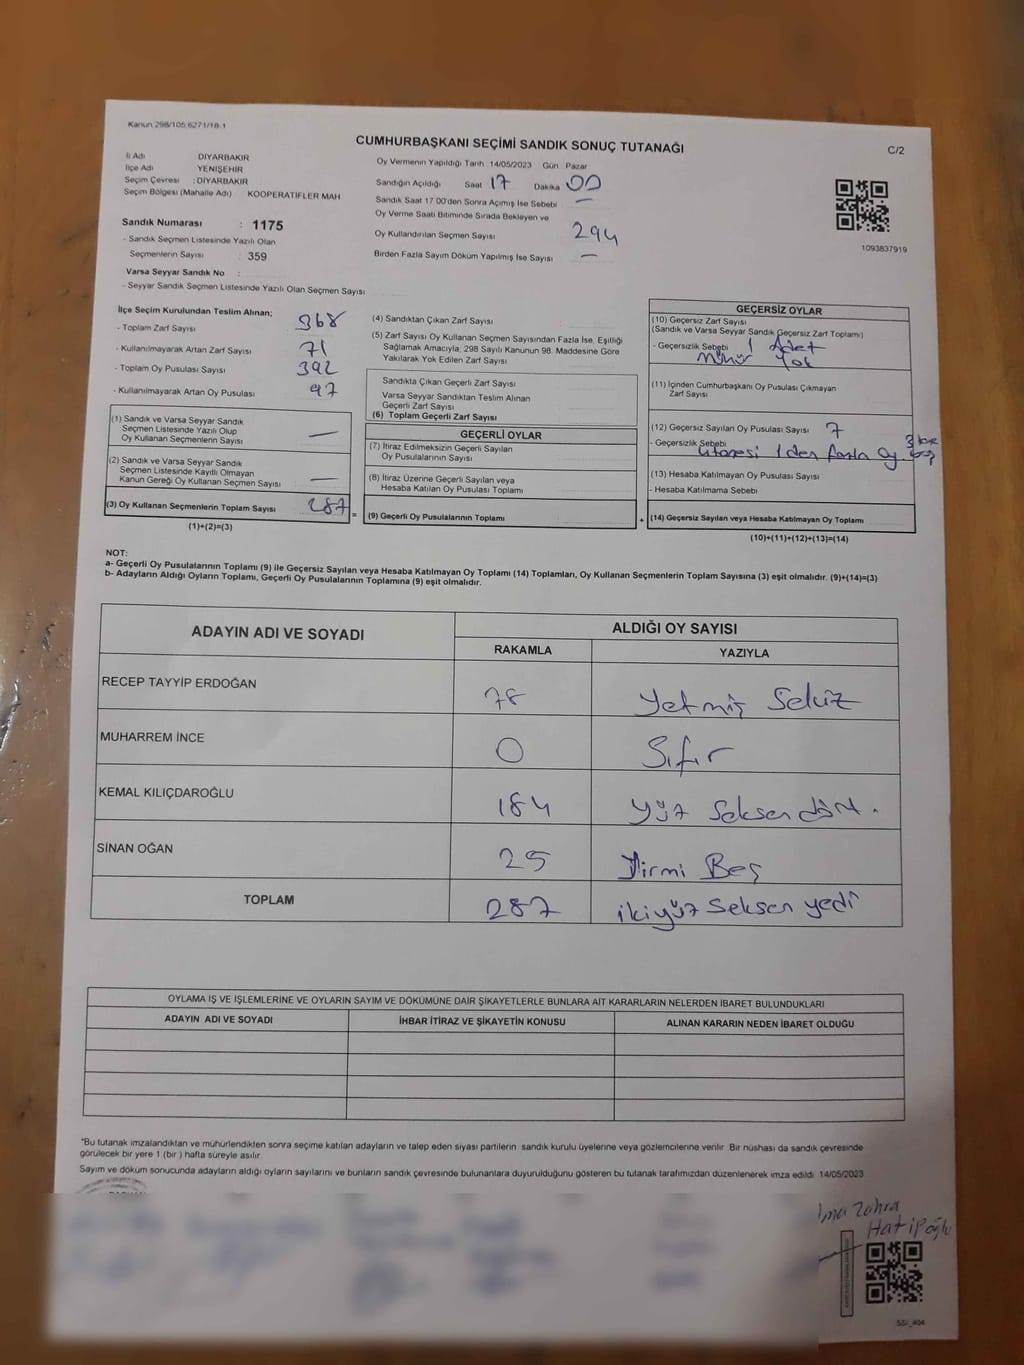 Kanun 298/105,6271/18-1
CUMHURBAŞKANI SEÇİMİ SANDIK SONUÇ TUTANAĞI
C/2
İli Adı DİYARBAKIR
İlçe Adı YENİŞEHİR
Seçim Çevresi : DİYARBAKIR
Seçim Bölgesi (Mahalle Adı) KOOPERATİFLER MAH
Sandık Numarası : 1175
- Sandık Seçmen Listesinde Yazılı Olan
Seçmenlerin Sayısı : 359
Varsa Seyyar Sandık No :
- Seyyar Sandık Seçmen Listesinde Yazılı Olan Seçmen Sayısı
Oy Vermenin Yapıldığı Tarih 14/05/2023 Gün Pazar
Sandığın Açıldığı Saat 17 Dakika 00
Sandık Saat 17 00'den Sonra Açımış İse Sebebi —
Oy Verme Saati Bitiminde Sırada Bekleyen ve
Oy Kullandırılan Seçmen Sayısı 294
Birden Fazla Sayım Döküm Yapılmış İse Sayısı —
1093837919
İlçe Seçim Kurulundan Teslim Alınan;
- Toplam Zarf Sayısı 368
- Kullanılmayarak Artan Zarf Sayısı 71
- Toplam Oy Pusulası Sayısı 392
- Kullanılmayarak Artan Oy Pusulası 97
(1) Sandık ve Varsa Seyyar Sandık
Seçmen Listesinde Yazılı Olup
Oy Kullanan Seçmenlerin Sayısı —
(2) Sandık ve Varsa Seyyar Sandık
Seçmen Listesinde Kayıtlı Olmayan
Kanun Gereği Oy Kullanan Seçmen Sayısı —
(3) Oy Kullanan Seçmenlerin Toplam Sayısı 287 =
(1)+(2)=(3)
(4) Sandıktan Çıkan Zarf Sayısı
(5) Zarf Sayısı Oy Kullanan Seçmen Sayısından Fazla İse, Eşitliği
Sağlamak Amacıyla, 298 Sayılı Kanunun 98. Maddesine Göre
Yakılarak Yok Edilen Zarf Sayısı
Sandıkta Çıkan Geçerli Zarf Sayısı
Varsa Seyyar Sandıktan Teslim Alınan
Geçerli Zarf Sayısı
(6) Toplam Geçerli Zarf Sayısı
GEÇERLİ OYLAR
(7) İtiraz Edilmeksizin Geçerli Sayılan
Oy Pusulalarının Sayısı
(8) İtiraz Üzerine Geçerli Sayılan veya
Hesaba Katılan Oy Pusulası Toplamı
(9) Geçerli Oy Pusulalarının Toplamı +
GEÇERSİZ OYLAR
(10) Geçersiz Zarf Sayısı
(Sandık ve Varsa Seyyar Sandık Geçersiz Zarf Toplamı)
- Geçersizlik Sebebi 1 Adet
Mühür Yok
(11) İçinden Cumhurbaşkanı Oy Pusulası Çıkmayan
Zarf Sayısı
(12) Geçersiz Sayılan Oy Pusulası Sayısı 7
- Geçersizlik Sebebi 1 den fazla oy
(13) Hesaba Katılmayan Oy Pusulası Sayısı
- Hesaba Katılmama Sebebi
(14) Geçersiz Sayılan veya Hesaba Katılmayan Oy Toplamı
(10)+(11)+(12)+(13)=(14)
NOT:
a- Geçerli Oy Pusulalarının Toplamı (9) ile Geçersiz Sayılan veya Hesaba Katılmayan Oy Toplamı (14) Toplamları, Oy Kullanan Seçmenlerin Toplam Sayısına (3) eşit olmalıdır. (9)+(14)=(3)
b- Adayların Aldığı Oyların Toplamı, Geçerli Oy Pusulalarının Toplamına (9) eşit olmalıdır.
ADAYIN ADI VE SOYADI
ALDIĞI OY SAYISI
RAKAMLA YAZIYLA
RECEP TAYYİP ERDOĞAN 78 Yetmiş Sekiz
MUHARREM İNCE 0 Sıfır
KEMAL KILIÇDAROĞLU 184 Yüz Seksen dört.
SİNAN OĞAN 25 Yirmi Beş
TOPLAM 287 ikiyüz Seksen yedi
OYLAMA İŞ VE İŞLEMLERİNE VE OYLARIN SAYIM VE DÖKÜMÜNE DAİR ŞİKAYETLERLE BUNLARA AİT KARARLARIN NELERDEN İBARET BULUNDUKLARI
ADAYIN ADI VE SOYADI İHBAR İTİRAZ VE ŞİKAYETİN KONUSU ALINAN KARARIN NEDEN İBARET OLDUĞU
*Bu tutanak imzalandıktan ve mühürlendikten sonra seçime katılan adayların ve talep eden siyasi partilerin sandık kurulu üyelerine veya gözlemcilerine verilir. Bir nüshası da sandık çevresinde
görülecek bir yere 1 (bir ) hafta süreyle asılır.
Sayım ve döküm sonucunda adayların aldığı oyların sayılarını ve bunların sandık çevresinde bulunanlara duyurulduğunu gösteren bu tutanak tarafımızdan düzenlenerek imza edildi 14/05/2023
Zohra
Hatipoğlu